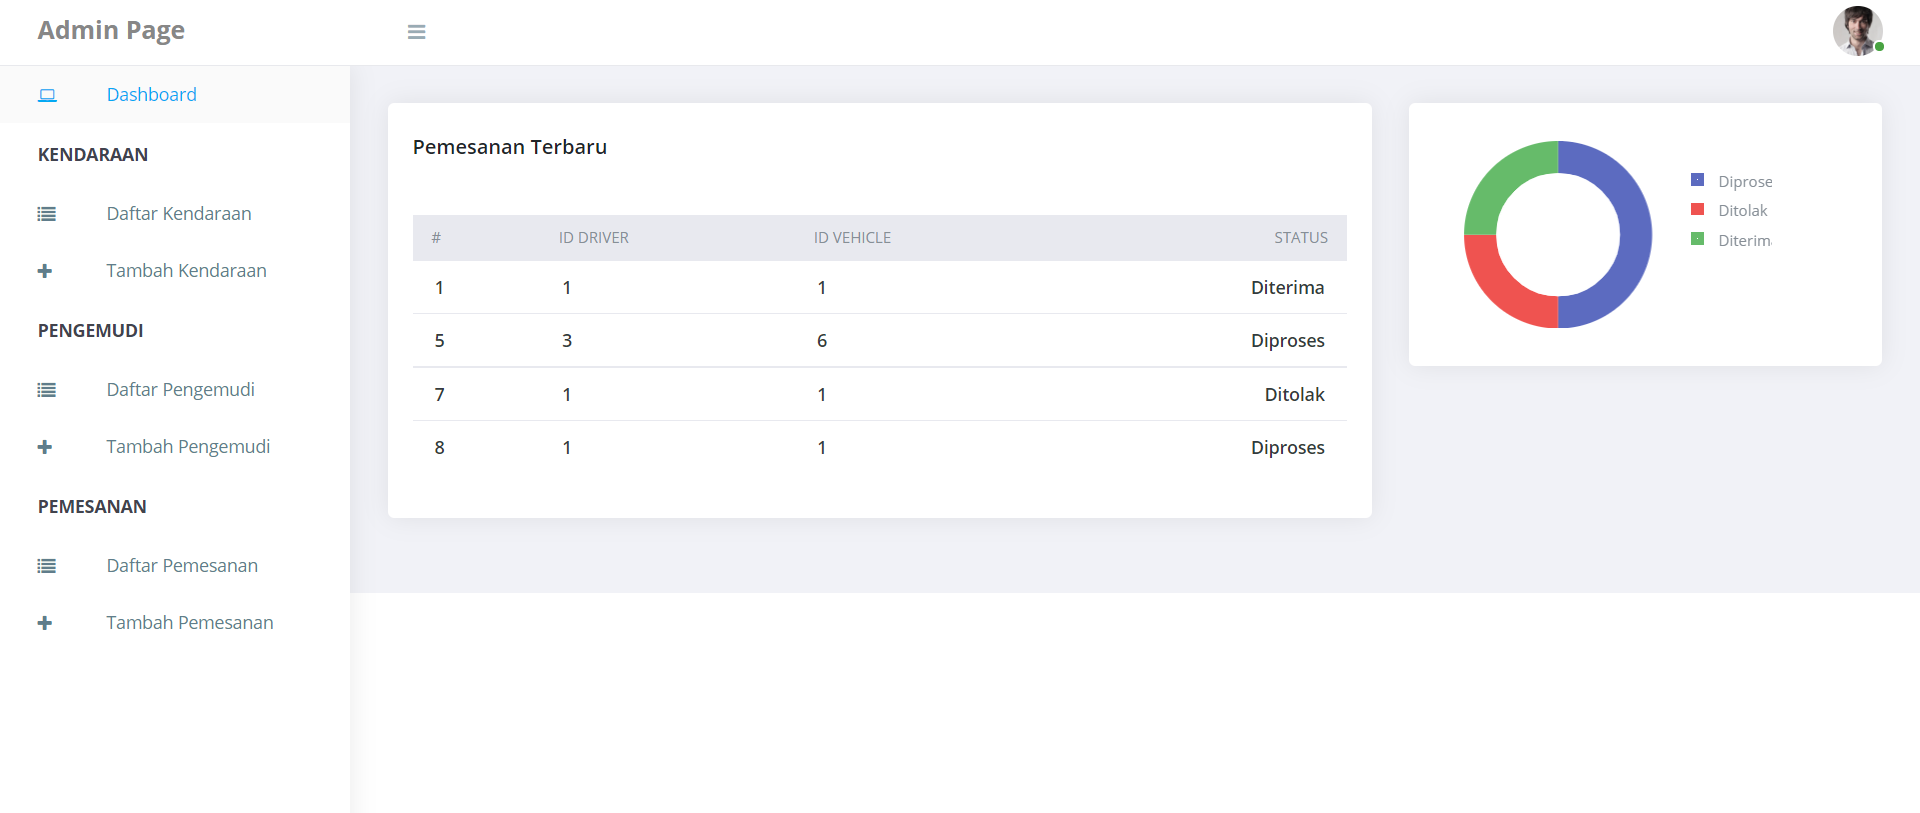 Admin Page
Dashboard
KENDARAAN
Daftar Kendaraan
Tambah Kendaraan
PENGEMUDI
Daftar Pengemudi
Tambah Pengemudi
PEMESANAN
Daftar Pemesanan
Tambah Pemesanan
Pemesanan Terbaru
# ID DRIVER ID VEHICLE STATUS
1 1 1 Diterima
5 3 6 Diproses
7 1 1 Ditolak
8 1 1 Diproses
Diprose
Ditolak
Diterim